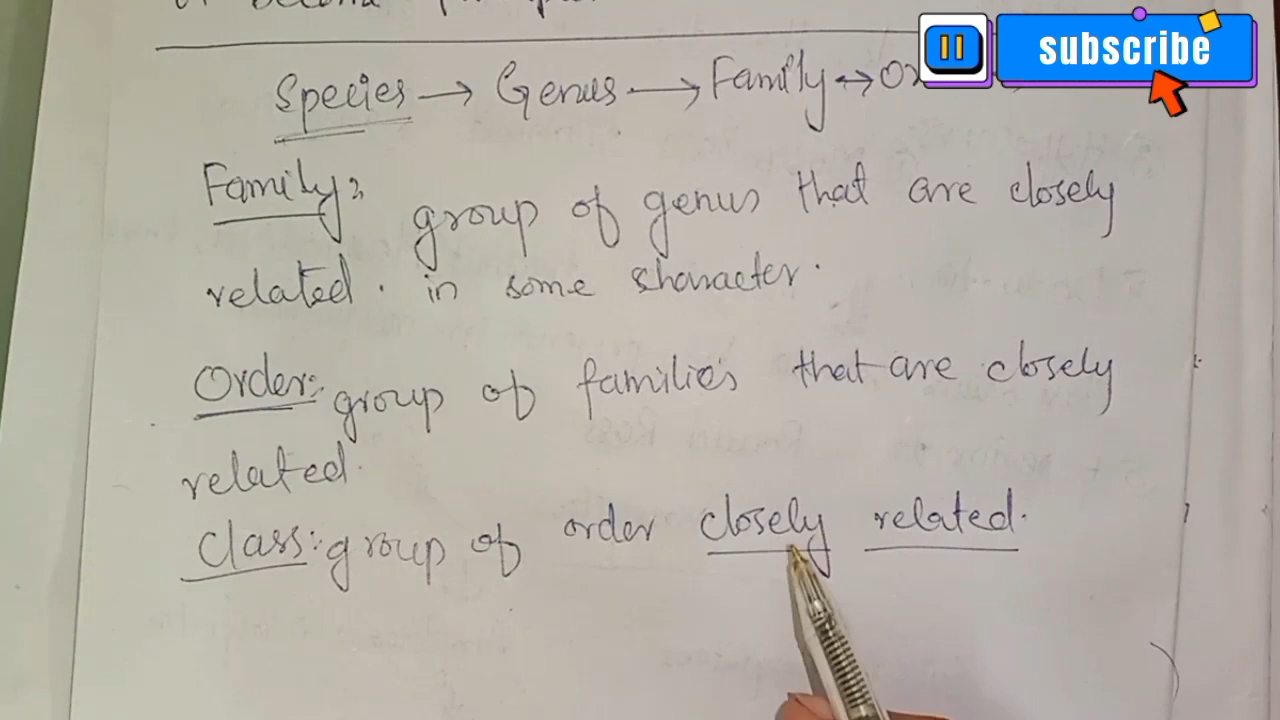 subscribe
Species → Genus → Family ↔ Or
Family:
group of genus that are closely
related. in some character.
Order: group of families that are closely
related.
Class: group of order closely related.